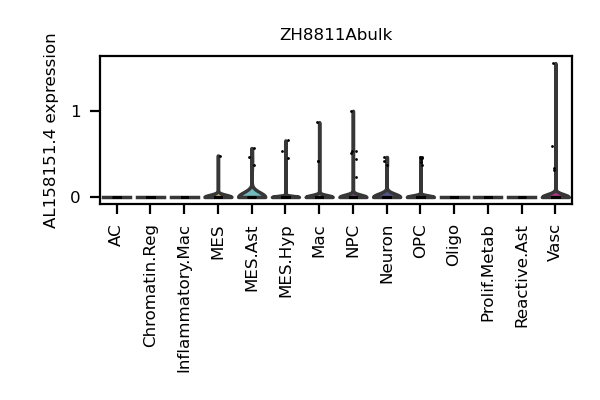 ZH8811Abulk
AL158151.4 expression
1
0
AC
Chromatin.Reg
Inflammatory.Mac
MES
MES.Ast
MES.Hyp
Mac
NPC
Neuron
OPC
Oligo
Prolif.Metab
Reactive.Ast
Vasc